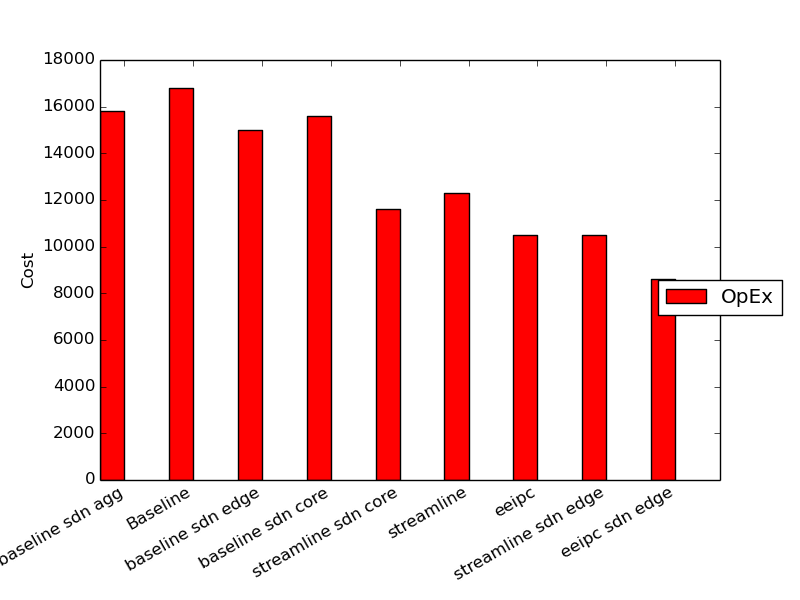 18000
16000
14000
12000
10000
8000
6000
4000
2000
0
Cost
OpEx
baseline sdn agg
Baseline
baseline sdn edge
baseline sdn core
streamline sdn core
streamline
eeipc
streamline sdn edge
eeipc sdn edge